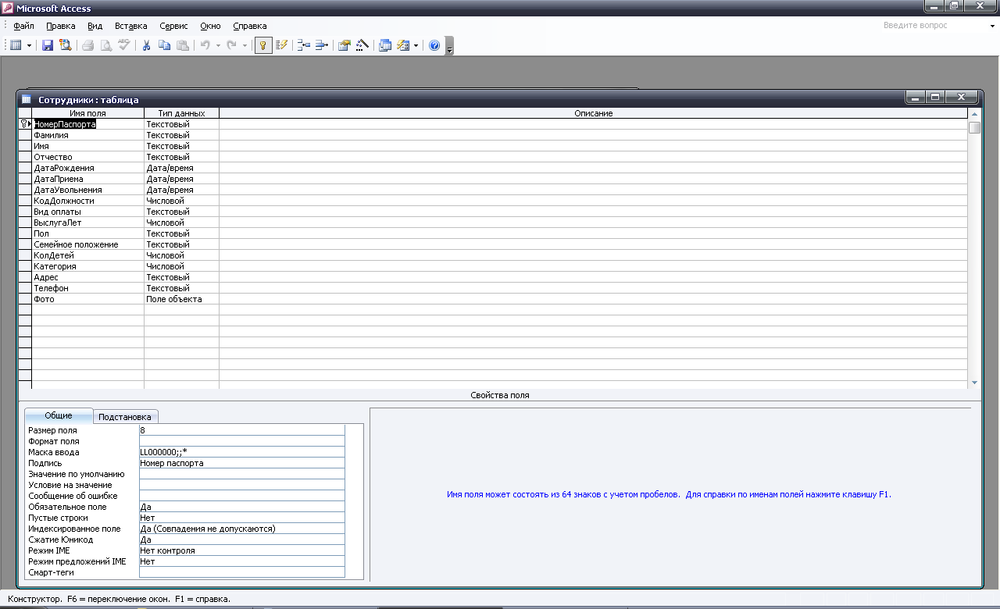 Microsoft Access
Файл Правка Вид Вставка Сервис Окно Справка Введите вопрос
Сотрудники : таблица
Имя поля Тип данных Описание
НомерПаспорта Текстовый
Фамилия Текстовый
Имя Текстовый
Отчество Текстовый
ДатаРождения Дата/время
ДатаПриема Дата/время
ДатаУвольнения Дата/время
КодДолжности Числовой
Вид оплаты Текстовый
ВыслугаЛет Числовой
Пол Текстовый
Семейное положение Текстовый
КолДетей Числовой
Категория Числовой
Адрес Текстовый
Телефон Текстовый
Фото Поле объекта
Свойства поля
Общие Подстановка
Размер поля 8
Формат поля
Маска ввода LL000000;;*
Подпись Номер паспорта
Значение по умолчанию
Условие на значение
Сообщение об ошибке
Обязательное поле Да
Пустые строки Нет
Индексированное поле Да (Совпадения не допускаются)
Сжатие Юникод Да
Режим IME Нет контроля
Режим предложений IME Нет
Смарт-теги
Имя поля может состоять из 64 знаков с учетом пробелов. Для справки по именам полей нажмите клавишу F1.
Конструктор. F6 = переключение окон. F1 = справка.